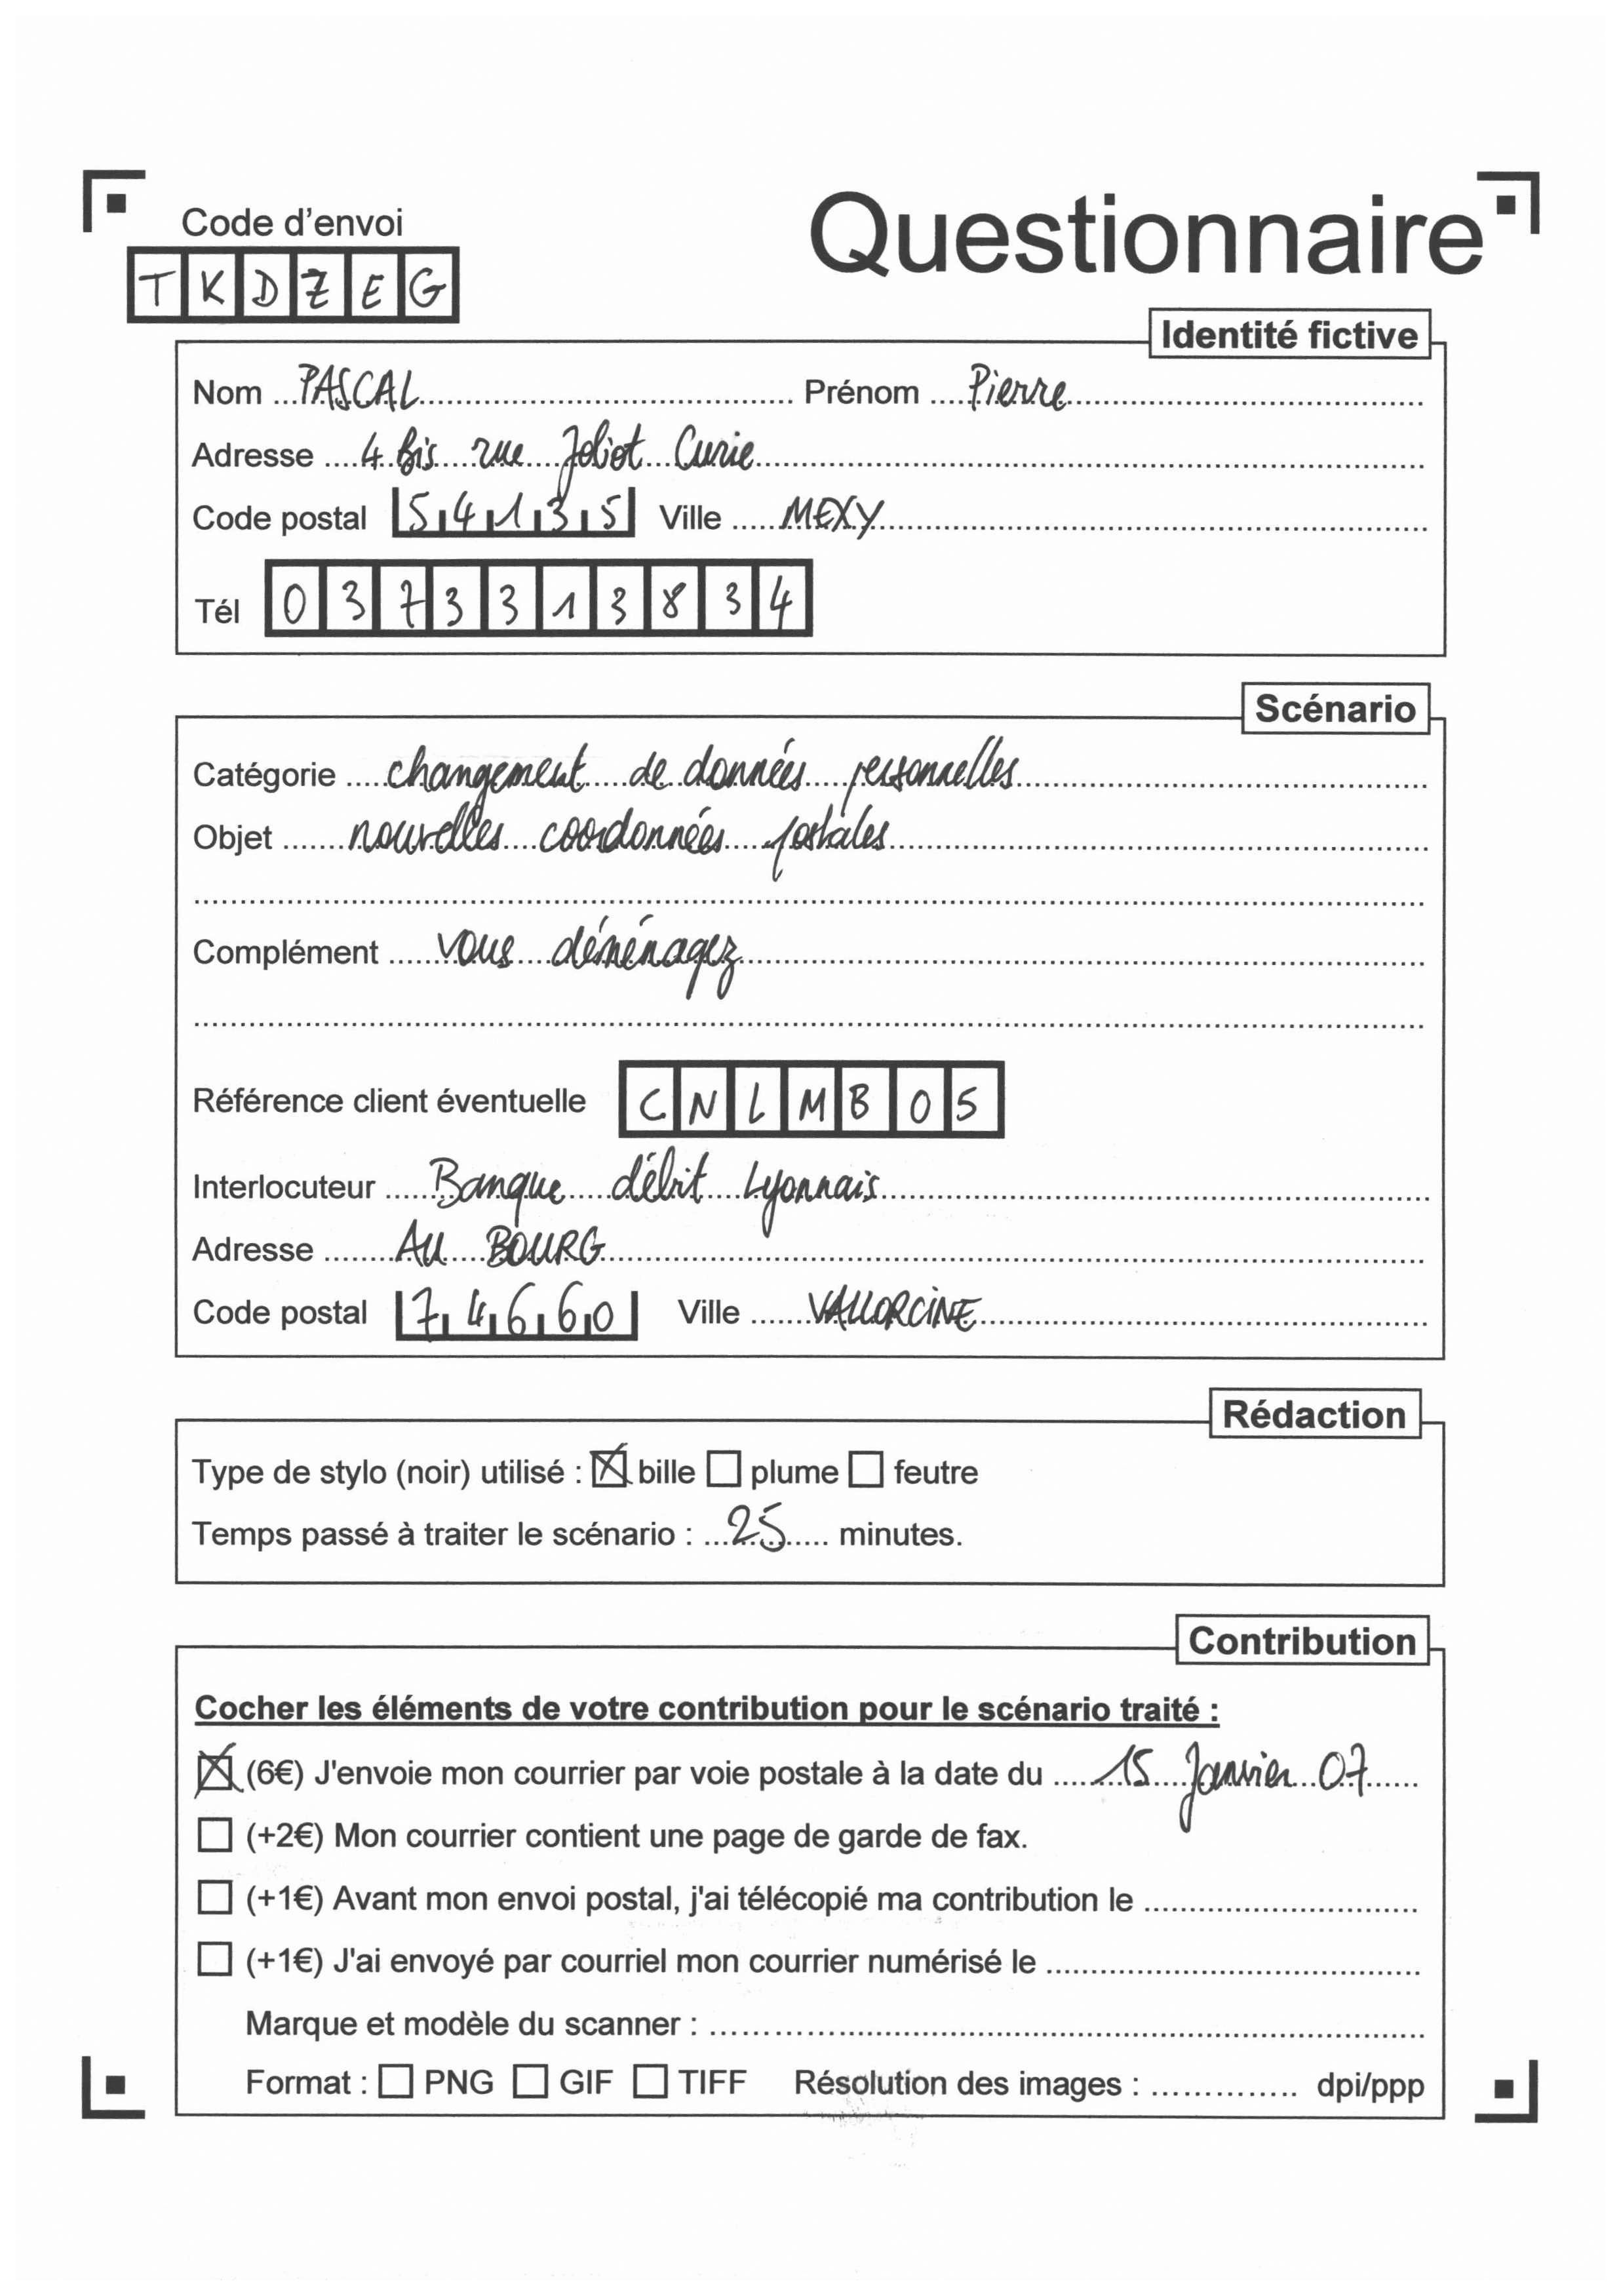 Code d'envoi
Questionnaire
TKDZEG
Identité fictive
Nom PASCAL Prénom Pierre
Adresse 4 bis rue Joliot Curie
Code postal 54135 Ville MEXY
Tél 0373313834
Scénario
Catégorie changement de données personnelles
Objet nouvelles coordonnées postales
Complément vous déménagez
Référence client éventuelle CNLMB05
Interlocuteur Banque débit Lyonnais
Adresse AU BOURG
Code postal 74660 Ville VALLORCINE
Rédaction
Type de stylo (noir) utilisé : ☒ bille ☐ plume ☐ feutre
Temps passé à traiter le scénario : 25 minutes.
Contribution
Cocher les éléments de votre contribution pour le scénario traité :
☒ (6€) J'envoie mon courrier par voie postale à la date du 15 Janvier 07
☐ (+2€) Mon courrier contient une page de garde de fax.
☐ (+1€) Avant mon envoi postal, j'ai télécopié ma contribution le
☐ (+1€) J'ai envoyé par courriel mon courrier numérisé le
Marque et modèle du scanner :
Format : ☐ PNG ☐ GIF ☐ TIFF Résolution des images : dpi/ppp